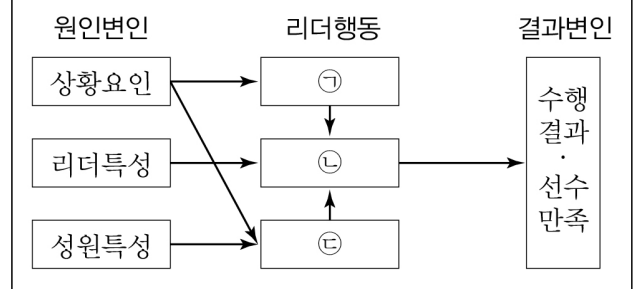 원인변인 리더행동 결과변인
상황요인 ㉠
리더특성 ㉡
성원특성 ㉢
수행
결과
·
선수
만족